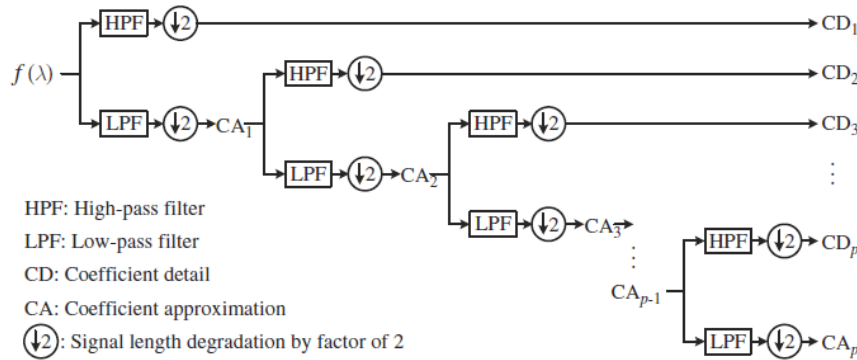 HPF ↓2 CD₁
f(λ)
HPF ↓2 CD₂
LPF ↓2 CA₁
HPF ↓2 CD₃
LPF ↓2 CA₂
⋮
HPF: High-pass filter
LPF ↓2 CA₃
LPF: Low-pass filter
HPF ↓2 CDₚ
⋮
CD: Coefficient detail
CAₚ₋₁
CA: Coefficient approximation
↓2: Signal length degradation by factor of 2
LPF ↓2 CAₚ